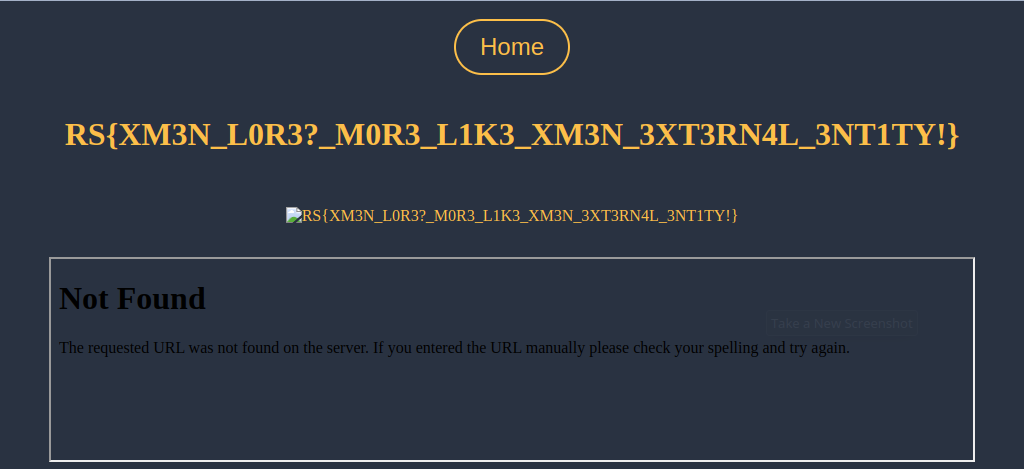 Home
RS{XM3N_L0R3?_M0R3_L1K3_XM3N_3XT3RN4L_3NT1TY!}
RS{XM3N_L0R3?_M0R3_L1K3_XM3N_3XT3RN4L_3NT1TY!}
Not Found
Take a New Screenshot
The requested URL was not found on the server. If you entered the URL manually please check your spelling and try again.